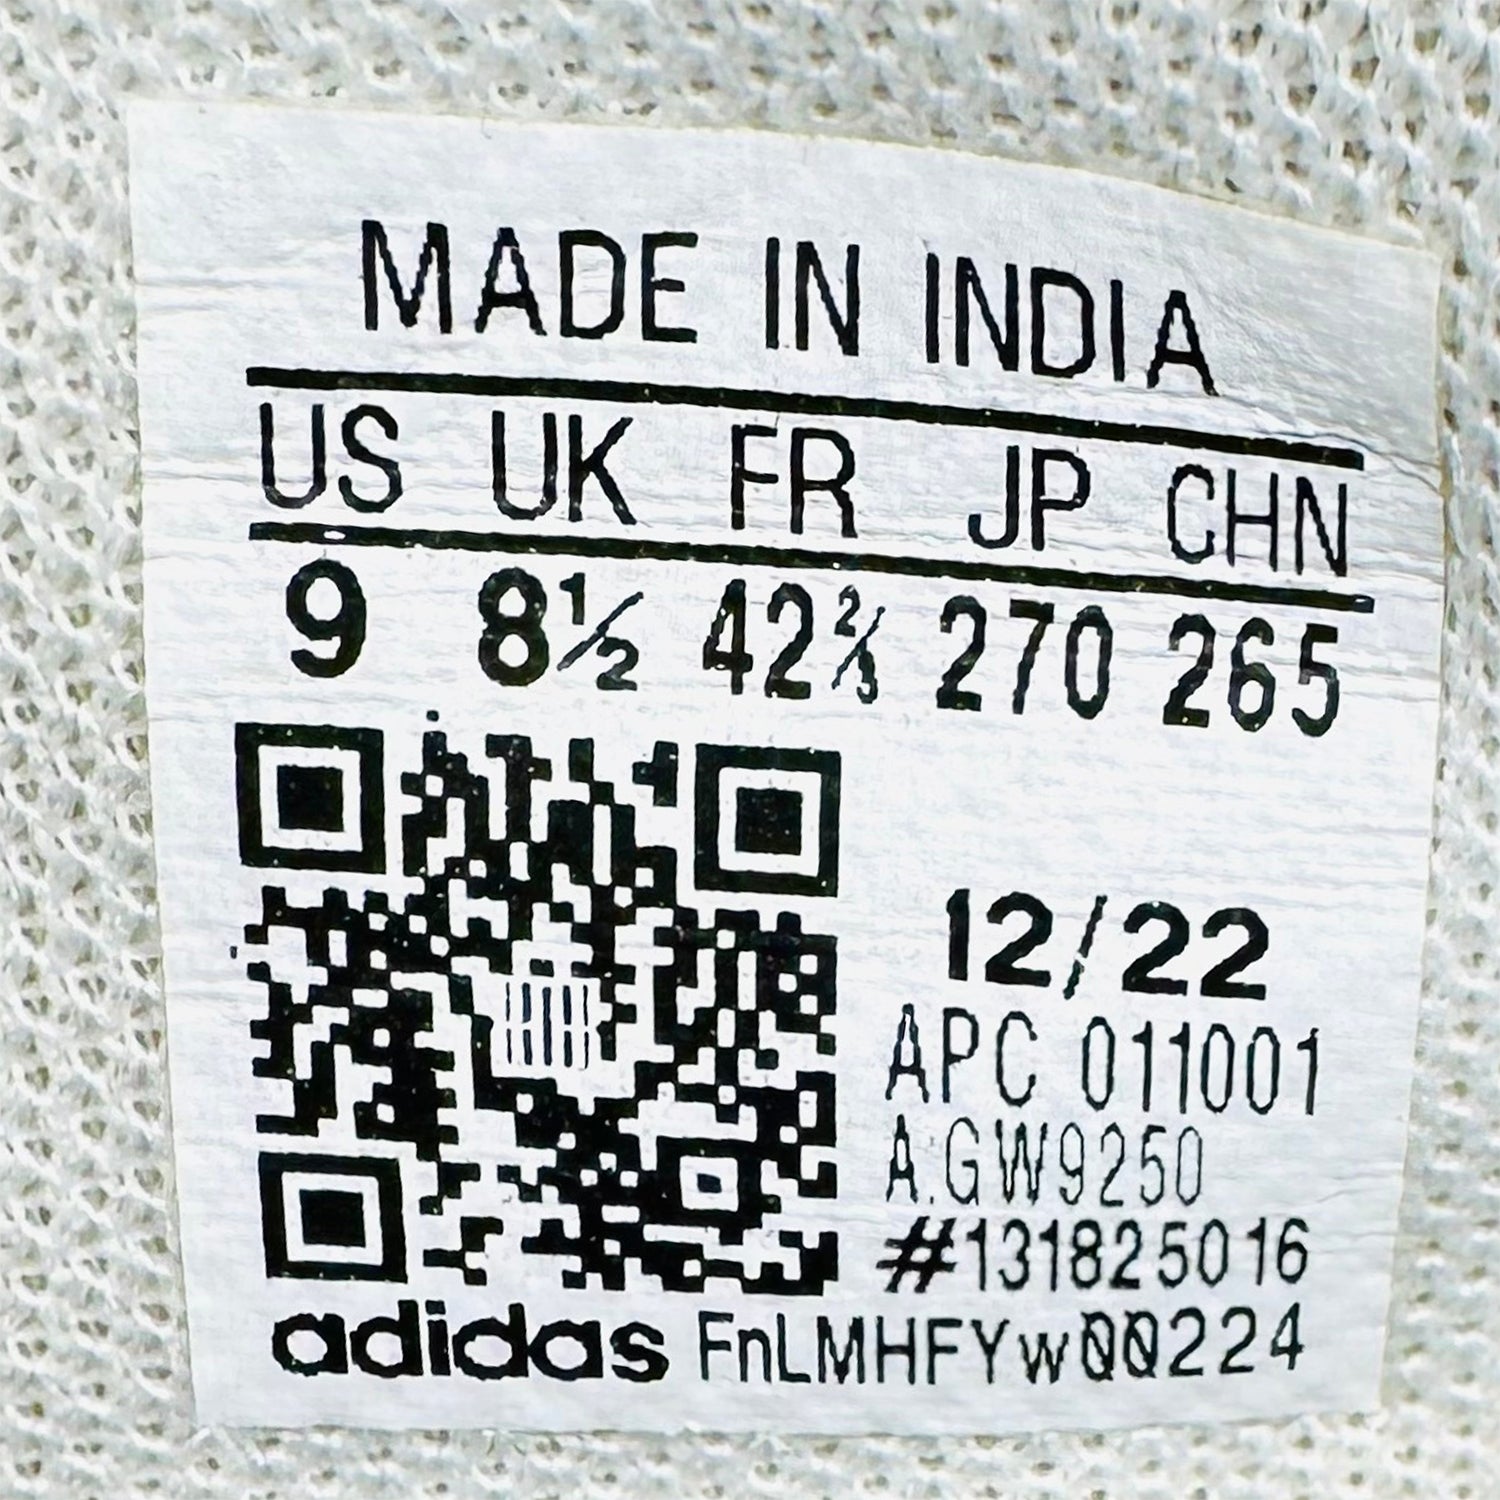 MADE IN INDIA
US UK FR JP CHN
9 8½ 42⅔ 270 265
12/22
APC 011001
A.GW9250
#131825016
adidas FnLMHFYw00224